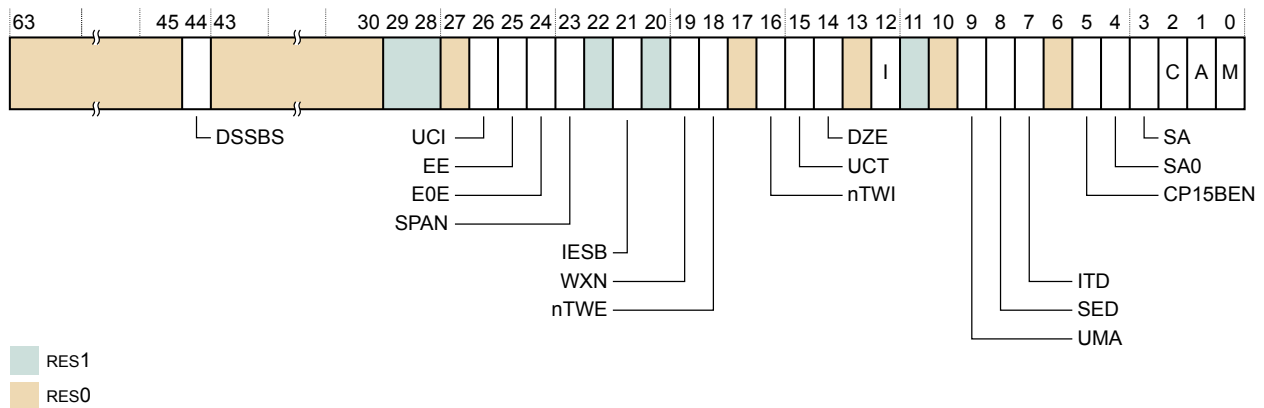 63 45 44 43 30 29 28 27 26 25 24 23 22 21 20 19 18 17 16 15 14 13 12 11 10 9 8 7 6 5 4 3 2 1 0
I C A M
DSSBS UCI DZE SA
EE UCT SA0
E0E nTWI CP15BEN
SPAN
IESB
WXN ITD
nTWE SED
UMA
RES1
RES0